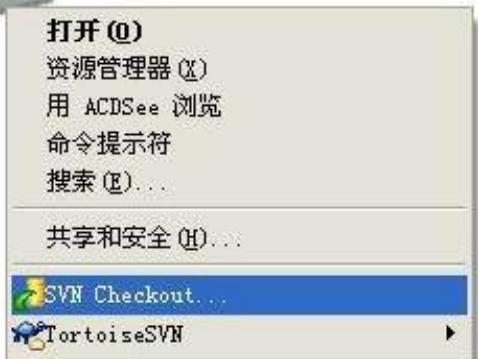 打开(O)
资源管理器(X)
用 ACDSee 浏览
命令提示符
搜索(E)...
共享和安全(H)...
SVN Checkout...
TortoiseSVN